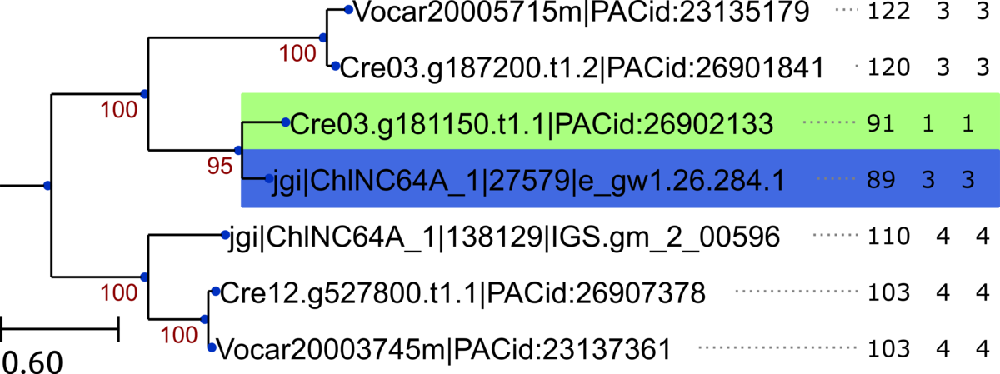 Vocar20005715m|PACid:23135179 122 3 3
100
Cre03.g187200.t1.2|PACid:26901841 120 3 3
100
Cre03.g181150.t1.1|PACid:26902133 91 1 1
95
jgi|ChlNC64A_1|27579|e_gw1.26.284.1 89 3 3
jgi|ChlNC64A_1|138129|IGS.gm_2_00596 110 4 4
100
Cre12.g527800.t1.1|PACid:26907378 103 4 4
100
Vocar20003745m|PACid:23137361 103 4 4
0.60